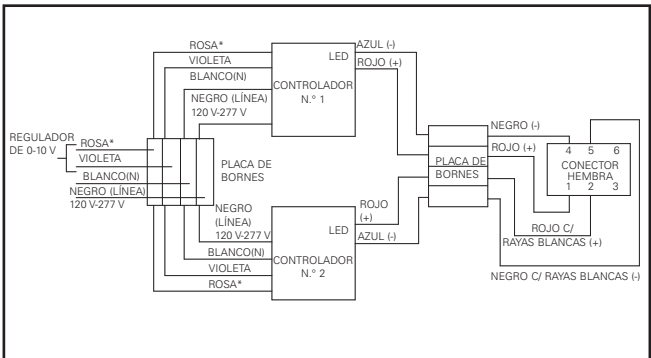 ROSA*
VIOLETA
BLANCO(N)
NEGRO (LÍNEA)
120 V-277 V
LED
CONTROLADOR
N.° 1
AZUL (-)
ROJO (+)
REGULADOR
DE 0-10 V
ROSA*
VIOLETA
BLANCO(N)
NEGRO (LÍNEA)
120 V-277 V
PLACA DE
BORNES
NEGRO
(LÍNEA)
120 V-277 V
BLANCO(N)
VIOLETA
ROSA*
LED
CONTROLADOR
N.° 2
ROJO
(+)
AZUL (-)
PLACA DE
BORNES
NEGRO (-)
ROJO (+)
4 5 6
CONECTOR
HEMBRA
1 2 3
ROJO C/
RAYAS BLANCAS (+)
NEGRO C/ RAYAS BLANCAS (-)